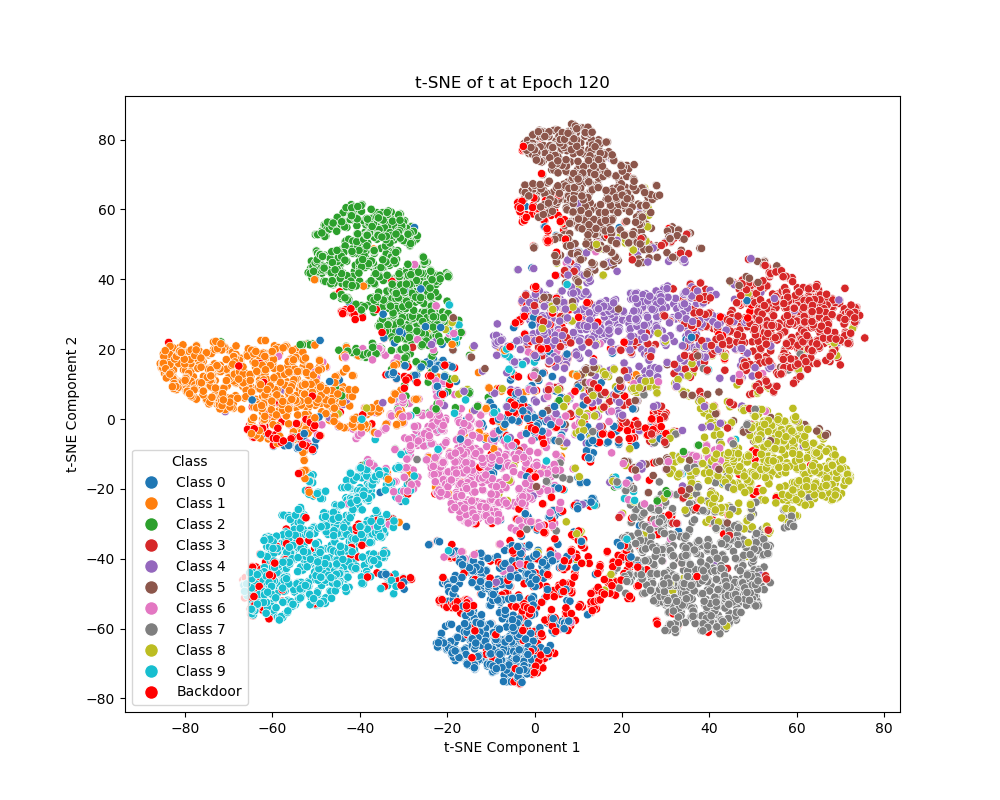 t-SNE of t at Epoch 120
80
60
40
20
0
−20
−40
−60
−80
t-SNE Component 2
Class
Class 0
Class 1
Class 2
Class 3
Class 4
Class 5
Class 6
Class 7
Class 8
Class 9
Backdoor
−80 −60 −40 −20 0 20 40 60 80
t-SNE Component 1